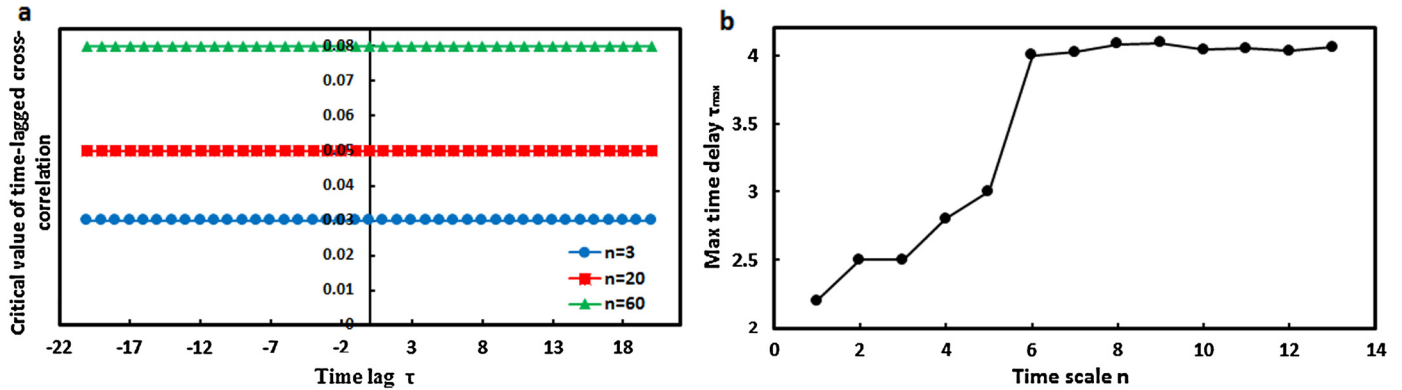 a
Critical value of time-lagged cross-
correlation
0.08
0.07
0.06
0.05
0.04
0.03
0.02
0.01
0
n=3
n=20
n=60
-22 -17 -12 -7 -2 3 8 13 18
Time lag τ
b
Max time delay τmax
4
3.5
3
2.5
2
0 2 4 6 8 10 12 14
Time scale n